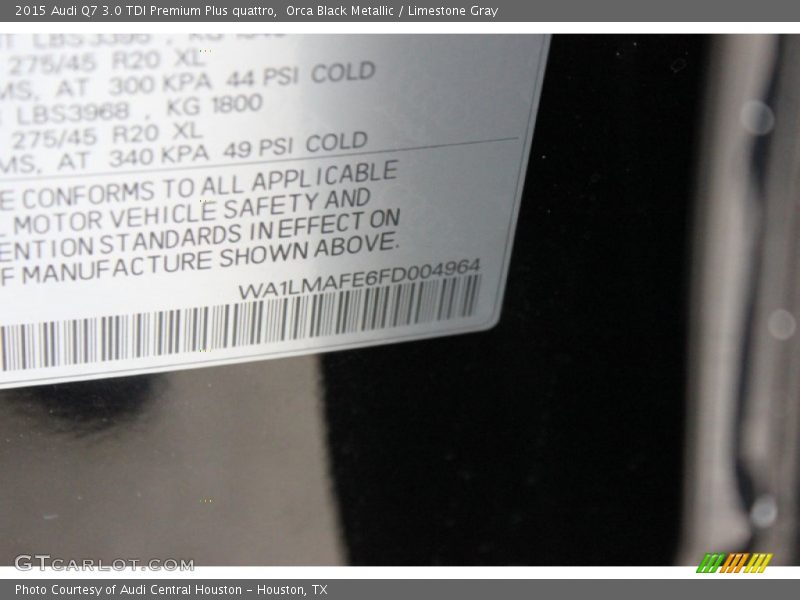 2015 Audi Q7 3.0 TDI Premium Plus quattro, Orca Black Metallic / Limestone Gray
275/45 R20 XL
MS, AT 300 KPA 44 PSI COLD
LBS3968 , KG 1800
275/45 R20 XL
MS, AT 340 KPA 49 PSI COLD
E CONFORMS TO ALL APPLICABLE
MOTOR VEHICLE SAFETY AND
ENTION STANDARDS IN EFFECT ON
F MANUFACTURE SHOWN ABOVE.
WA1LMAFE6FD004964
GTCARLOT.COM
Photo Courtesy of Audi Central Houston - Houston, TX